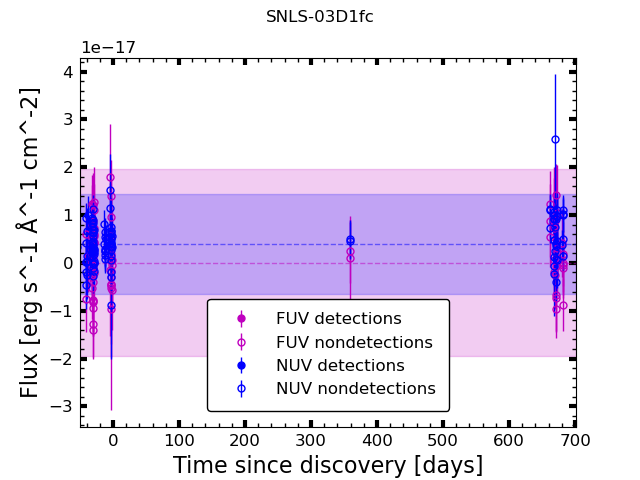 SNLS-03D1fc
1e−17
4
3
2
1
0
−1
−2
−3
Flux [erg s^-1 Å^-1 cm^-2]
FUV detections
FUV nondetections
NUV detections
NUV nondetections
0 100 200 300 400 500 600 700
Time since discovery [days]